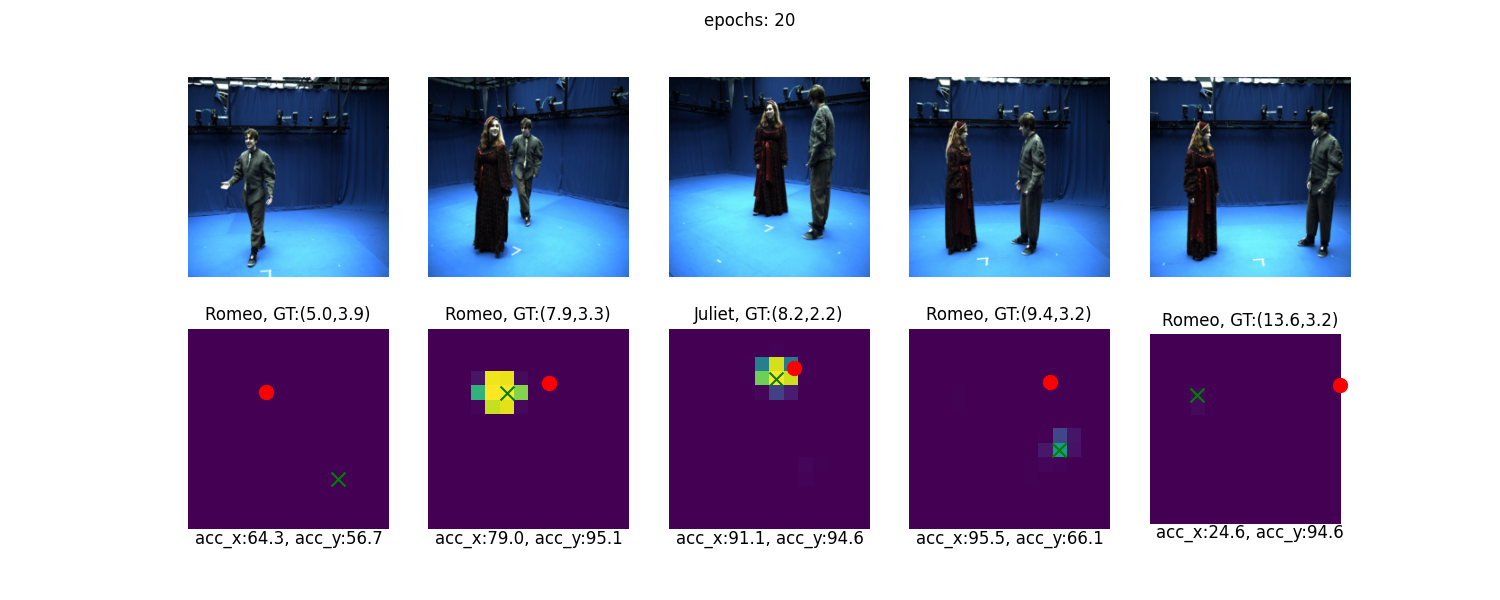 epochs: 20
Romeo, GT:(5.0,3.9)
Romeo, GT:(7.9,3.3)
Juliet, GT:(8.2,2.2)
Romeo, GT:(9.4,3.2)
Romeo, GT:(13.6,3.2)
acc_x:64.3, acc_y:56.7
acc_x:79.0, acc_y:95.1
acc_x:91.1, acc_y:94.6
acc_x:95.5, acc_y:66.1
acc_x:24.6, acc_y:94.6